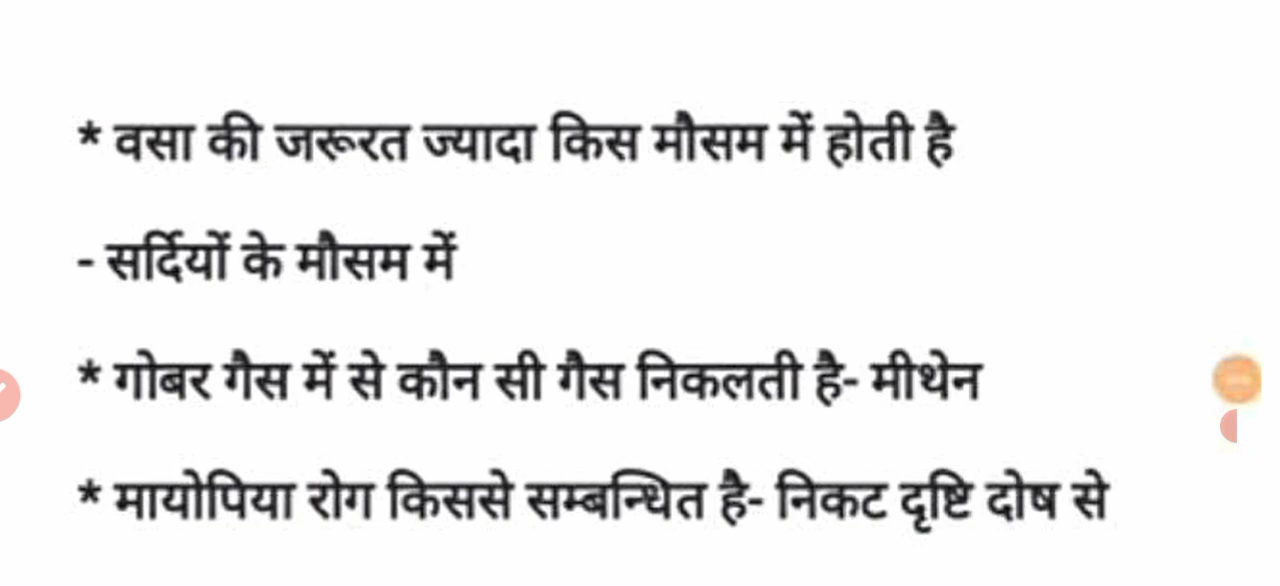 * वसा की जरूरत ज्यादा किस मौसम में होती है
- सर्दियों के मौसम में
* गोबर गैस में से कौन सी गैस निकलती है- मीथेन
* मायोपिया रोग किससे सम्बन्धित है- निकट दृष्टि दोष से